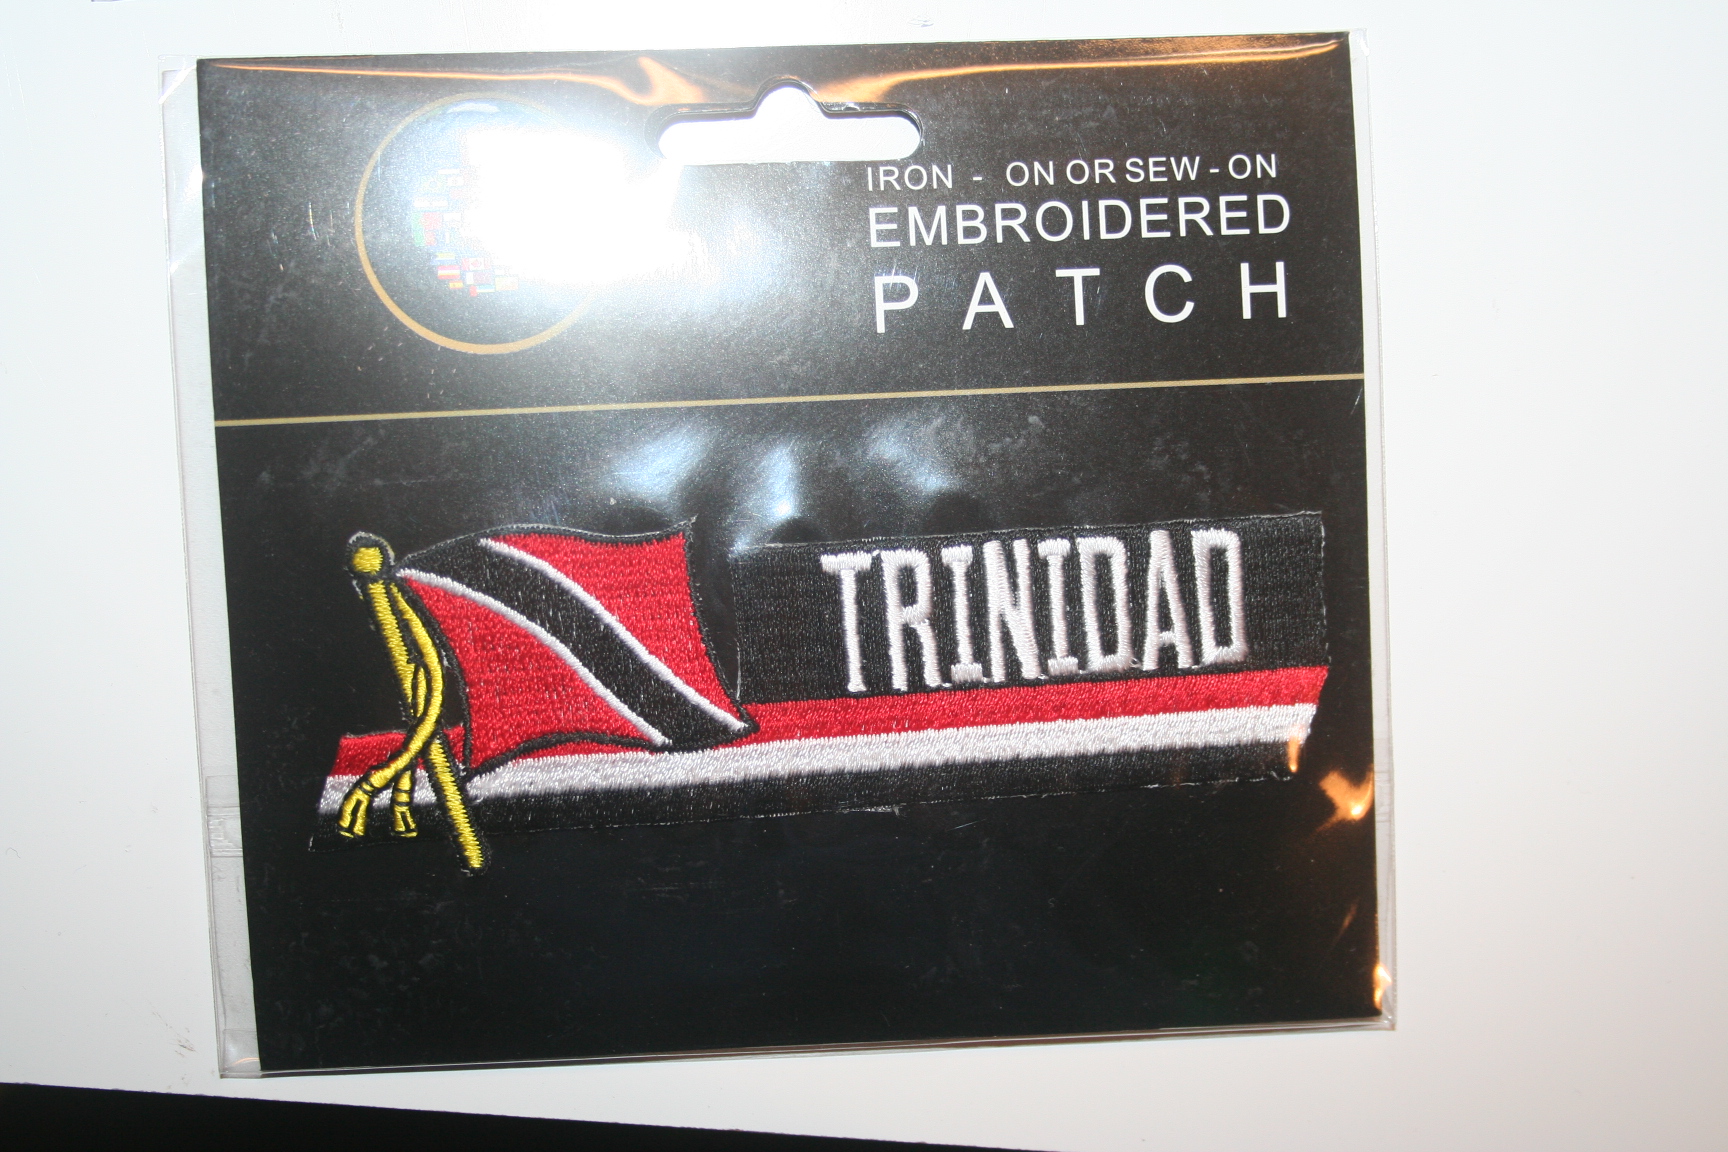 IRON - ON OR SEW - ON
EMBROIDERED
PATCH
TRINIDAD